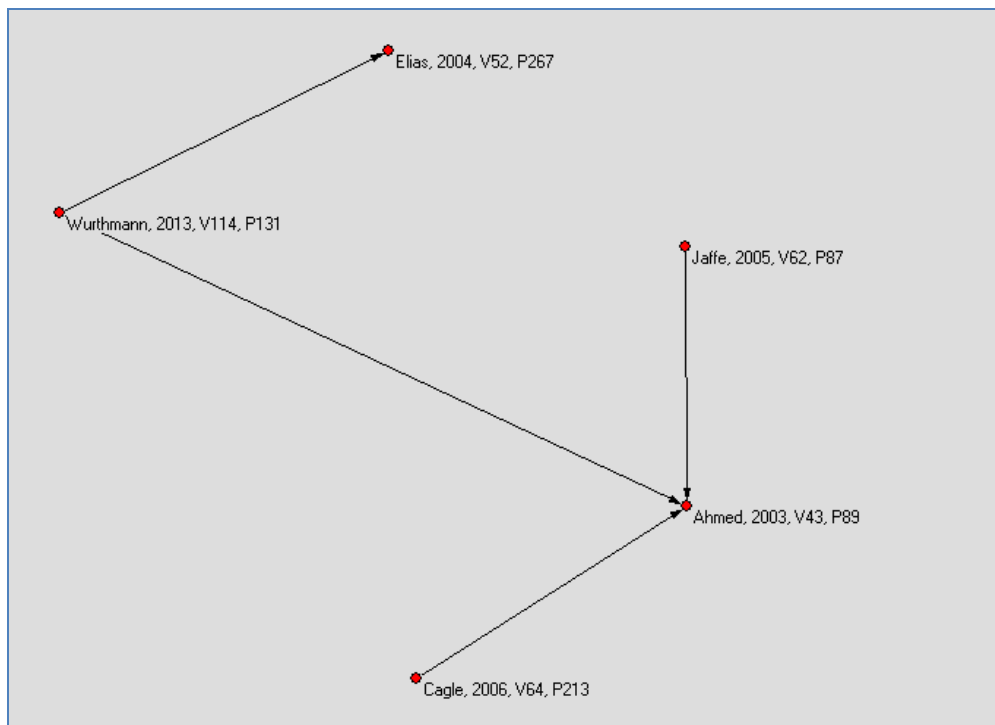 Elias, 2004, V52, P267
Wurthmann, 2013, V114, P131
Jaffe, 2005, V62, P87
Ahmed, 2003, V43, P89
Cagle, 2006, V64, P213